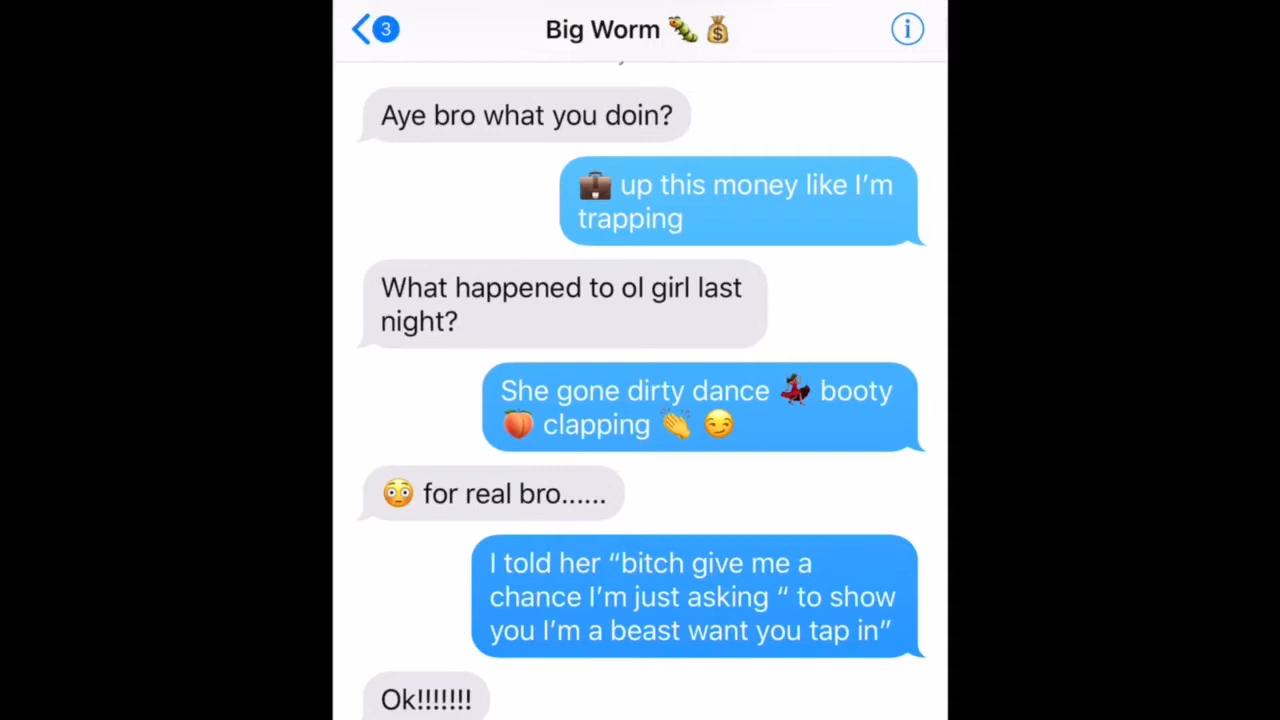 3
Big Worm 🐛 💰
Aye bro what you doin?
💼 up this money like I’m
trapping
What happened to ol girl last
night?
She gone dirty dance 💃🏾 booty
🍑 clapping 👏 😏
😳 for real bro......
I told her “bitch give me a
chance I’m just asking “ to show
you I’m a beast want you tap in”
Ok!!!!!!!